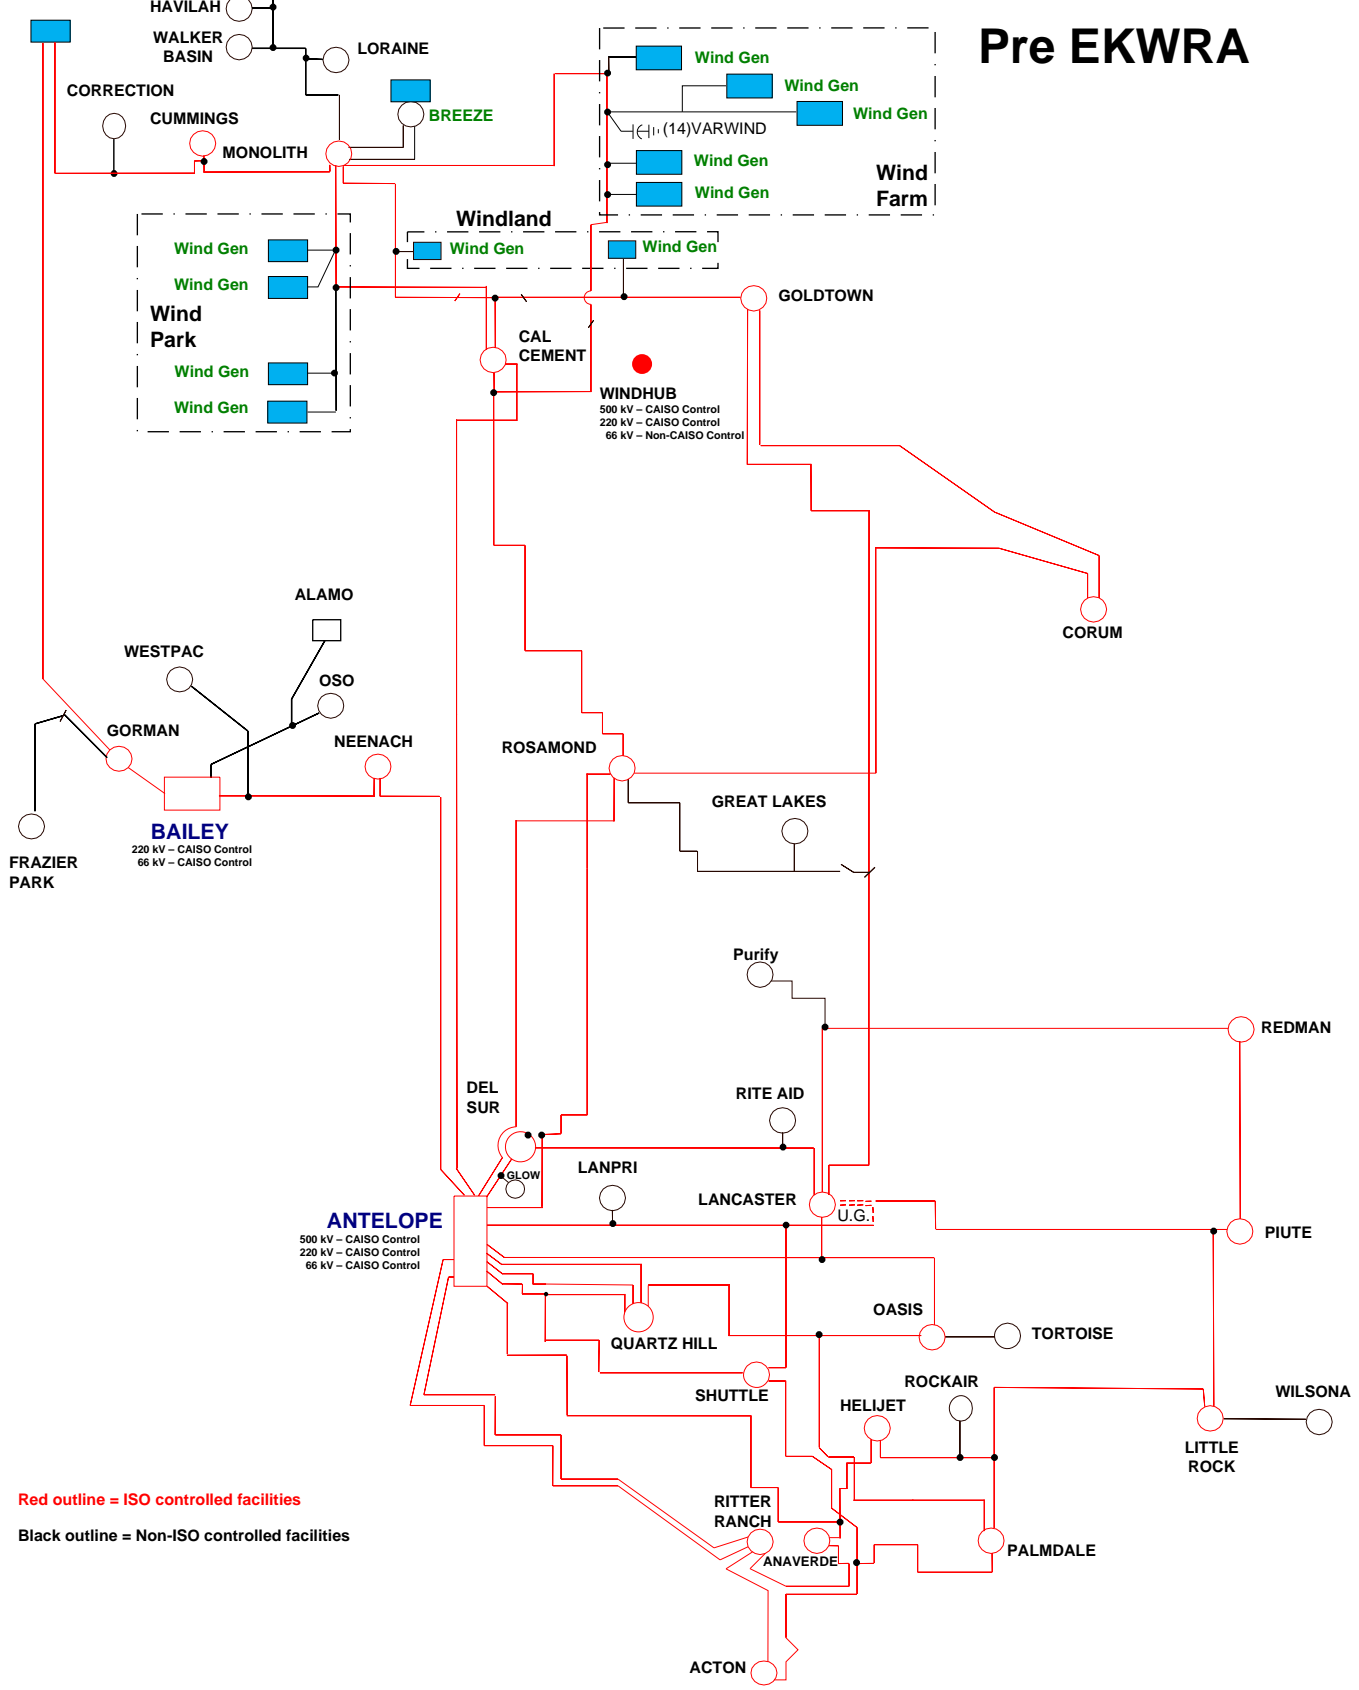 HAVILAH
Pre EKWRA
WALKER
BASIN
LORAINE
Wind Gen
Wind Gen
CORRECTION
BREEZE
Wind Gen
CUMMINGS
(14)VARWIND
MONOLITH
Wind Gen
Wind
Farm
Wind Gen
Windland
Wind Gen
Wind Gen
Wind Gen
Wind Gen
GOLDTOWN
Wind
Park
CAL
CEMENT
Wind Gen
WINDHUB
500 kV – CAISO Control
220 kV – CAISO Control
66 kV – Non-CAISO Control
Wind Gen
ALAMO
CORUM
WESTPAC
OSO
GORMAN
NEENACH
ROSAMOND
GREAT LAKES
BAILEY
220 kV – CAISO Control
66 kV – CAISO Control
FRAZIER
PARK
Purify
REDMAN
DEL
SUR
RITE AID
GLOW
LANPRI
LANCASTER
U.G.
ANTELOPE
500 kV – CAISO Control
220 kV – CAISO Control
66 kV – CAISO Control
PIUTE
OASIS
TORTOISE
QUARTZ HILL
SHUTTLE
ROCKAIR
HELIJET
WILSONA
LITTLE
ROCK
Red outline = ISO controlled facilities
RITTER
RANCH
Black outline = Non-ISO controlled facilities
ANAVERDE
PALMDALE
ACTON